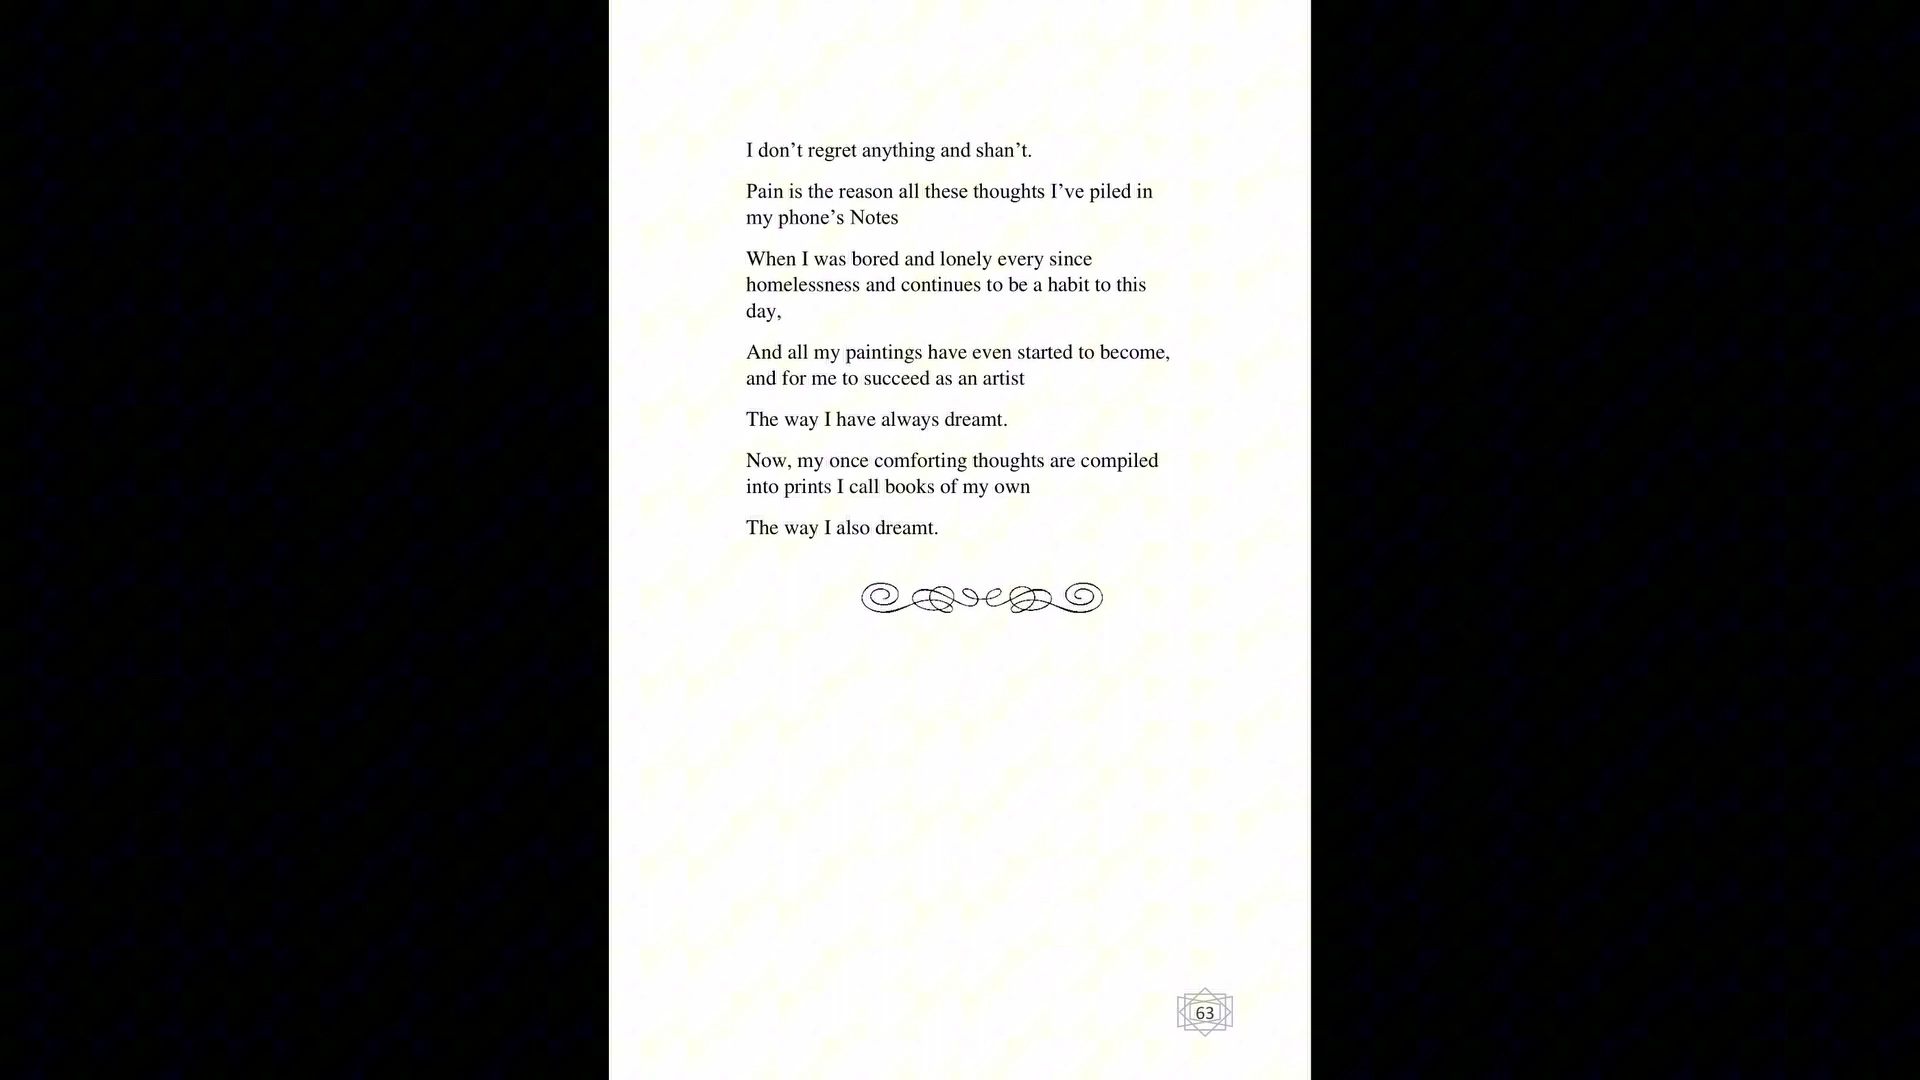 I don’t regret anything and shan’t.
Pain is the reason all these thoughts I’ve piled in
my phone’s Notes
When I was bored and lonely every since
homelessness and continues to be a habit to this
day,
And all my paintings have even started to become,
and for me to succeed as an artist
The way I have always dreamt.
Now, my once comforting thoughts are compiled
into prints I call books of my own
The way I also dreamt.
63